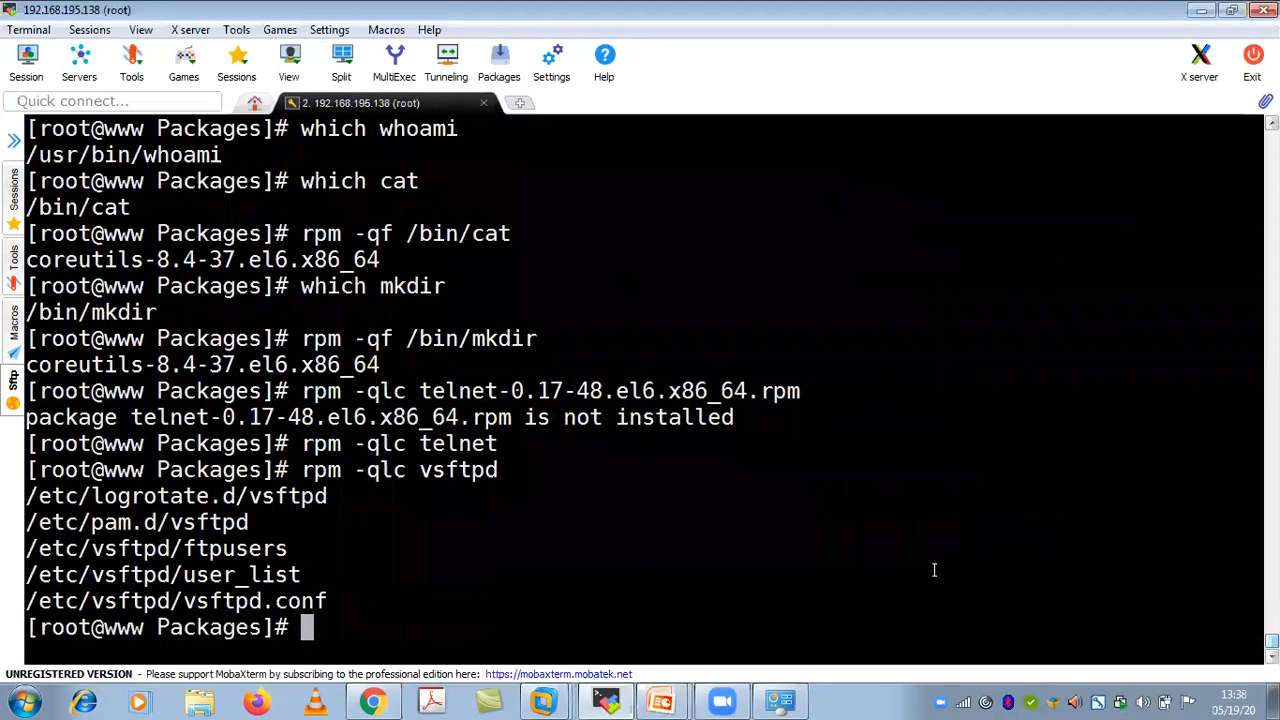 192.168.195.138 (root)
Terminal Sessions View X server Tools Games Settings Macros Help
Session Servers Tools Games Sessions View Split MultiExec Tunneling Packages Settings Help X server Exit
Quick connect...
2. 192.168.195.138 (root)
Sessions
Tools
Macros
Sftp
[root@www Packages]# which whoami
/usr/bin/whoami
[root@www Packages]# which cat
/bin/cat
[root@www Packages]# rpm -qf /bin/cat
coreutils-8.4-37.el6.x86_64
[root@www Packages]# which mkdir
/bin/mkdir
[root@www Packages]# rpm -qf /bin/mkdir
coreutils-8.4-37.el6.x86_64
[root@www Packages]# rpm -qlc telnet-0.17-48.el6.x86_64.rpm
package telnet-0.17-48.el6.x86_64.rpm is not installed
[root@www Packages]# rpm -qlc telnet
[root@www Packages]# rpm -qlc vsftpd
/etc/logrotate.d/vsftpd
/etc/pam.d/vsftpd
/etc/vsftpd/ftpusers
/etc/vsftpd/user_list
/etc/vsftpd/vsftpd.conf
[root@www Packages]#
UNREGISTERED VERSION - Please support MobaXterm by subscribing to the professional edition here: https://mobaxterm.mobatek.net
13:38
05/19/20